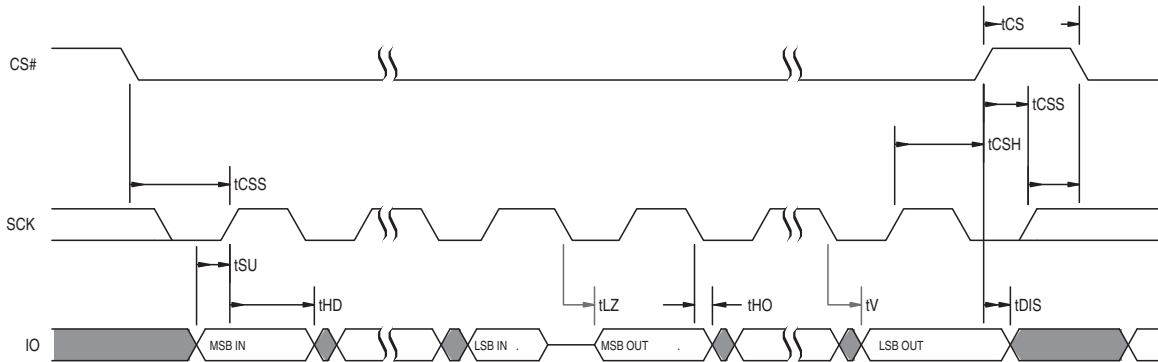 tCS
CS#
tCSS
tCSH
tCSS
SCK
tSU
tHD
tLZ
tHO
tV
tDIS
IO
MSB IN
LSB IN .
MSB OUT .
LSB OUT